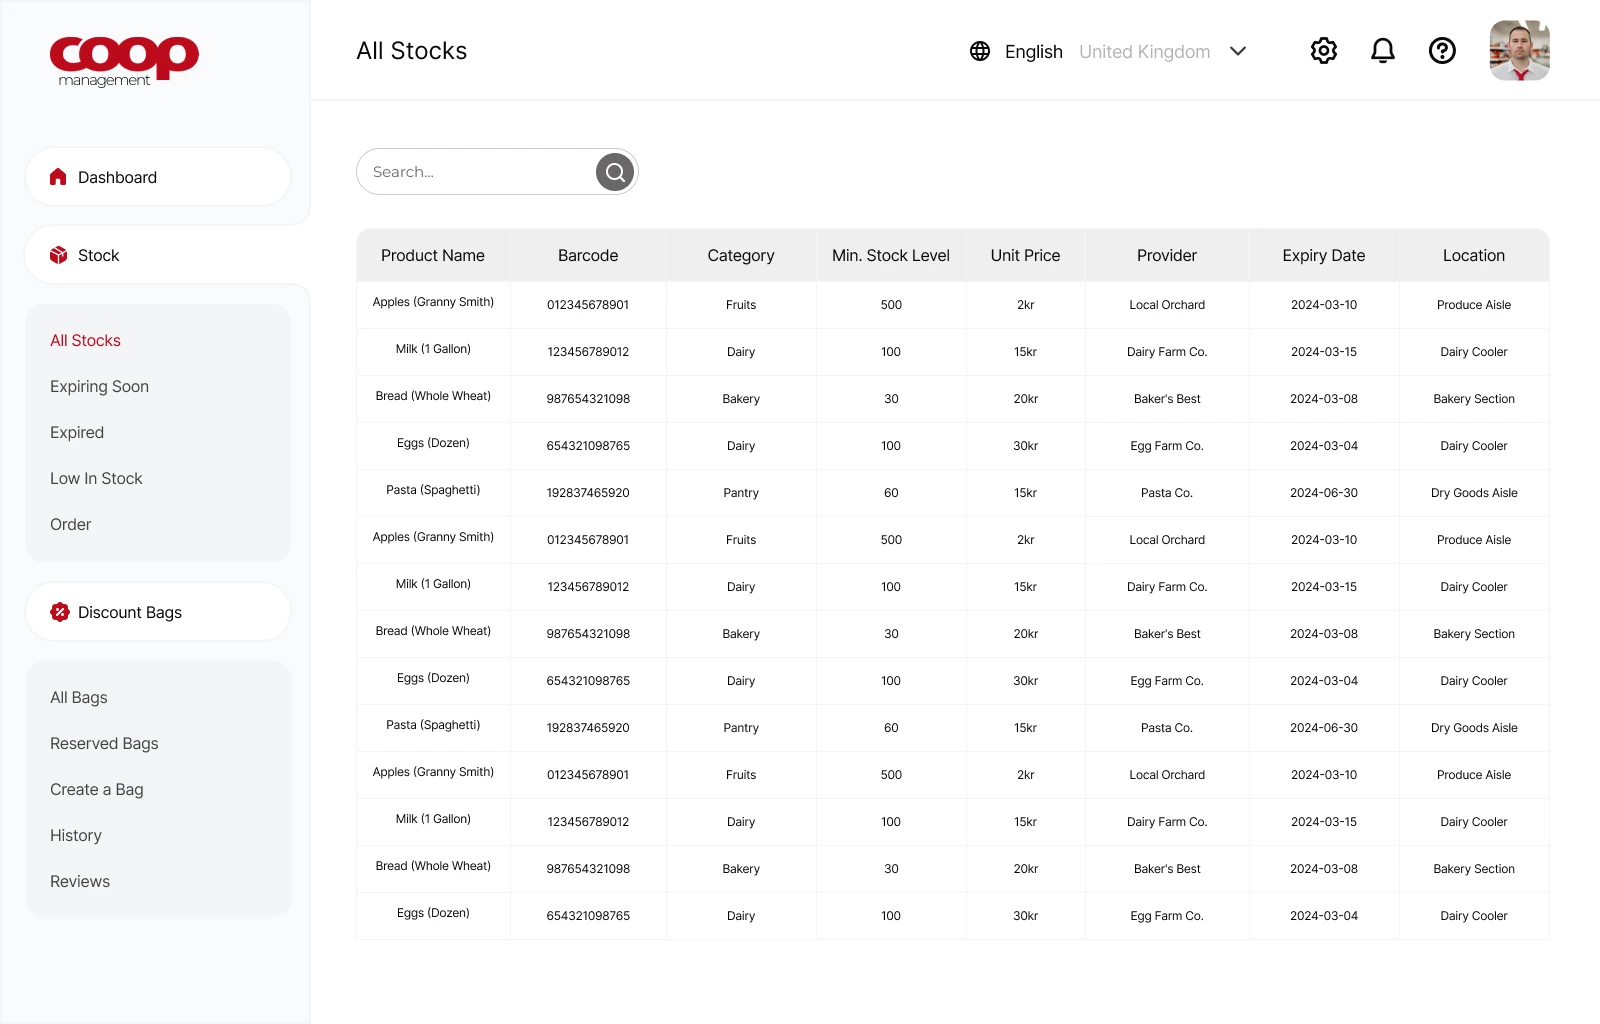 coop
management
Dashboard
Stock
All Stocks
Expiring Soon
Expired
Low In Stock
Order
Discount Bags
All Bags
Reserved Bags
Create a Bag
History
Reviews
All Stocks
English United Kingdom
Search...
Product Name Barcode Category Min. Stock Level Unit Price Provider Expiry Date Location
Apples (Granny Smith) 012345678901 Fruits 500 2kr Local Orchard 2024-03-10 Produce Aisle
Milk (1 Gallon) 123456789012 Dairy 100 15kr Dairy Farm Co. 2024-03-15 Dairy Cooler
Bread (Whole Wheat) 987654321098 Bakery 30 20kr Baker's Best 2024-03-08 Bakery Section
Eggs (Dozen) 654321098765 Dairy 100 30kr Egg Farm Co. 2024-03-04 Dairy Cooler
Pasta (Spaghetti) 192837465920 Pantry 60 15kr Pasta Co. 2024-06-30 Dry Goods Aisle
Apples (Granny Smith) 012345678901 Fruits 500 2kr Local Orchard 2024-03-10 Produce Aisle
Milk (1 Gallon) 123456789012 Dairy 100 15kr Dairy Farm Co. 2024-03-15 Dairy Cooler
Bread (Whole Wheat) 987654321098 Bakery 30 20kr Baker's Best 2024-03-08 Bakery Section
Eggs (Dozen) 654321098765 Dairy 100 30kr Egg Farm Co. 2024-03-04 Dairy Cooler
Pasta (Spaghetti) 192837465920 Pantry 60 15kr Pasta Co. 2024-06-30 Dry Goods Aisle
Apples (Granny Smith) 012345678901 Fruits 500 2kr Local Orchard 2024-03-10 Produce Aisle
Milk (1 Gallon) 123456789012 Dairy 100 15kr Dairy Farm Co. 2024-03-15 Dairy Cooler
Bread (Whole Wheat) 987654321098 Bakery 30 20kr Baker's Best 2024-03-08 Bakery Section
Eggs (Dozen) 654321098765 Dairy 100 30kr Egg Farm Co. 2024-03-04 Dairy Cooler